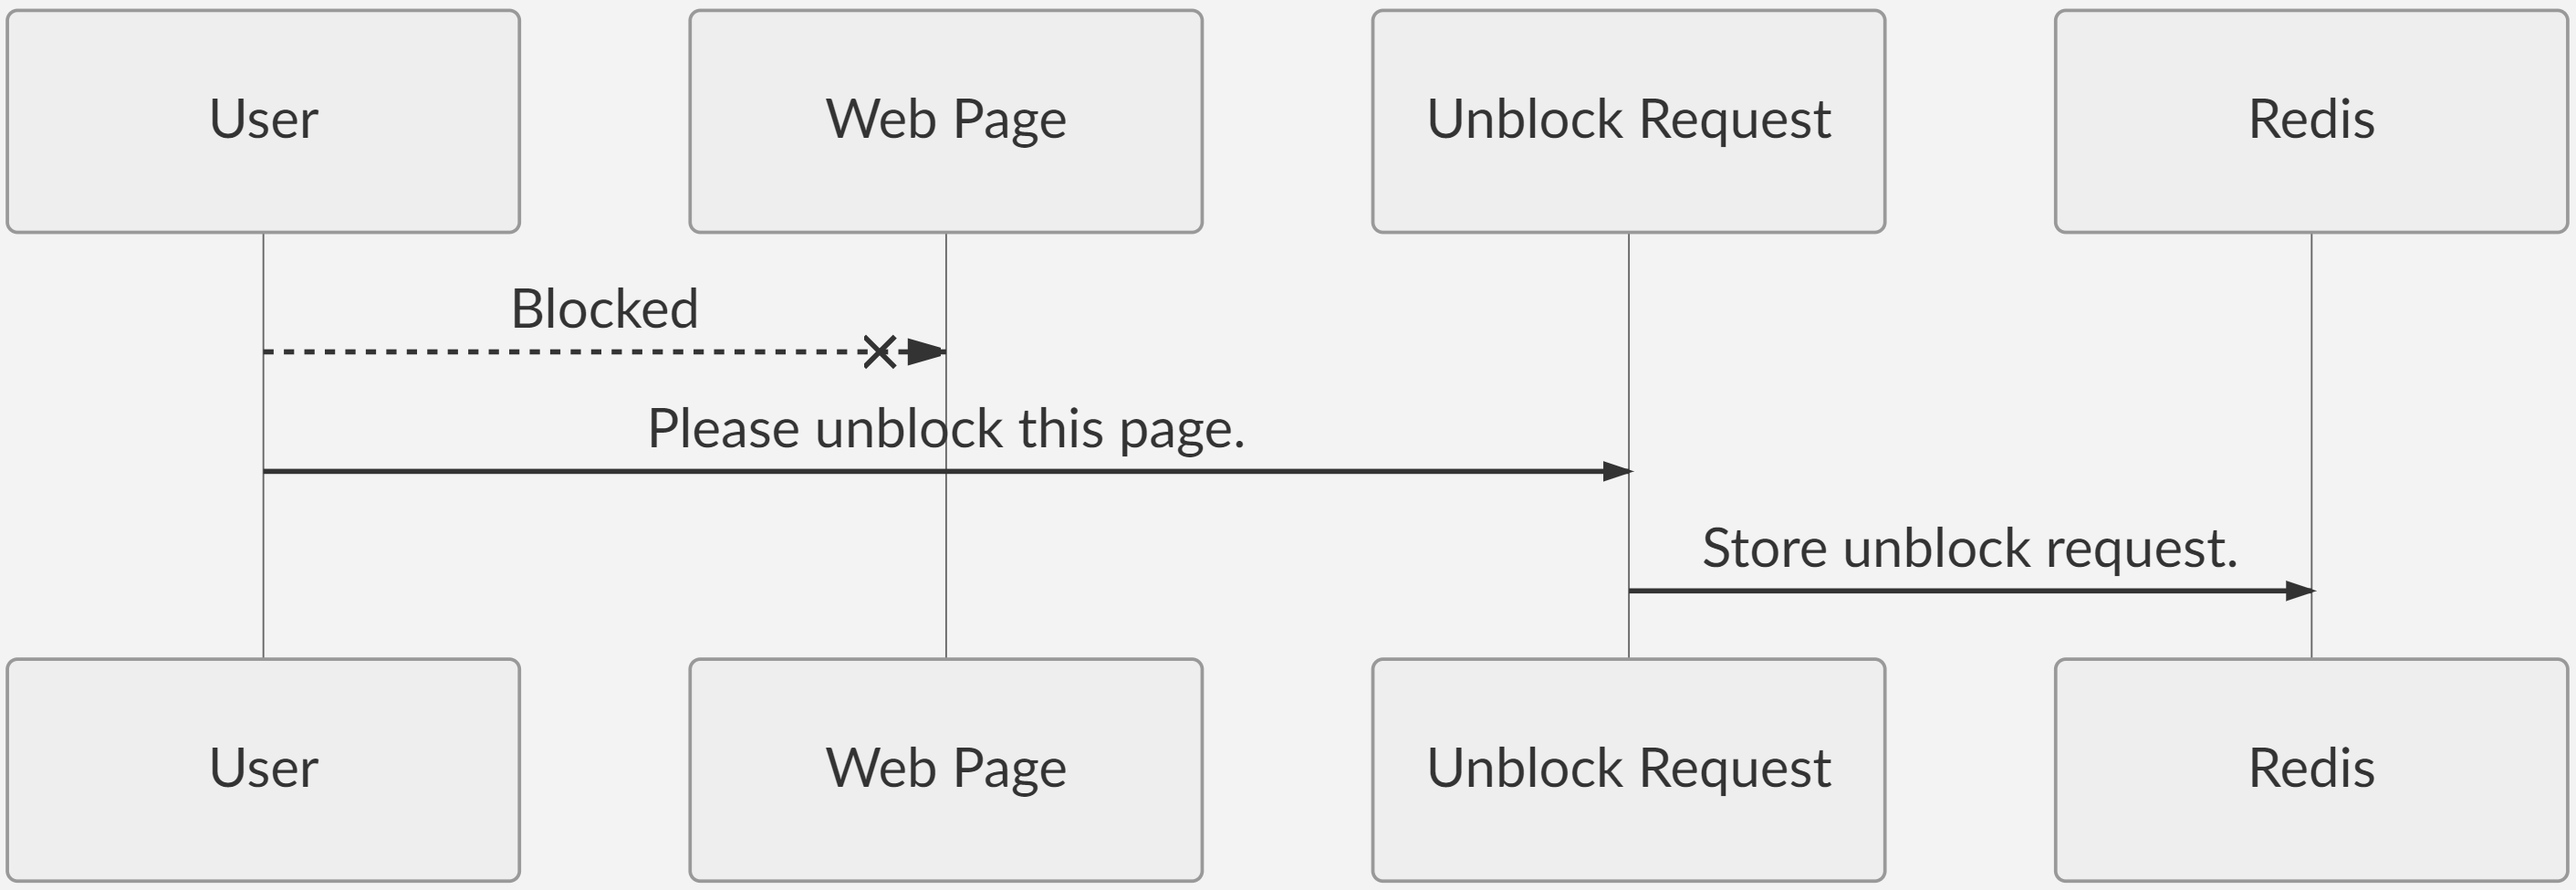 User
Web Page
Unblock Request
Redis
Blocked
Please unblock this page.
Store unblock request.
User
Web Page
Unblock Request
Redis